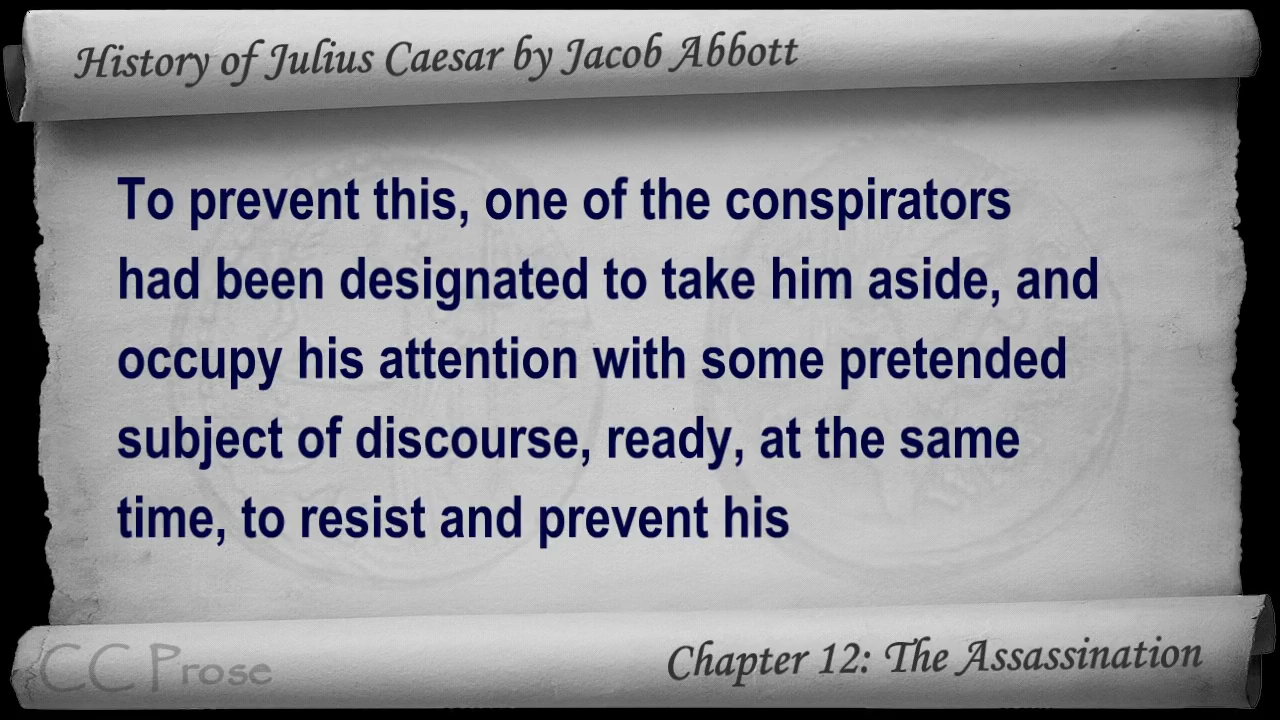 History of Julius Caesar by Jacob Abbott
To prevent this, one of the conspirators
had been designated to take him aside, and
occupy his attention with some pretended
subject of discourse, ready, at the same
time, to resist and prevent his
CC Prose
Chapter 12: The Assassination